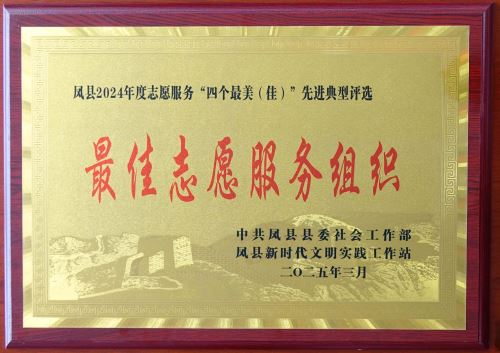 凤县2024年度志愿服务“四个最美（佳）”先进典型评选
最佳志愿服务组织
中共凤县县委社会工作部
凤县新时代文明实践工作站
二〇二五年三月